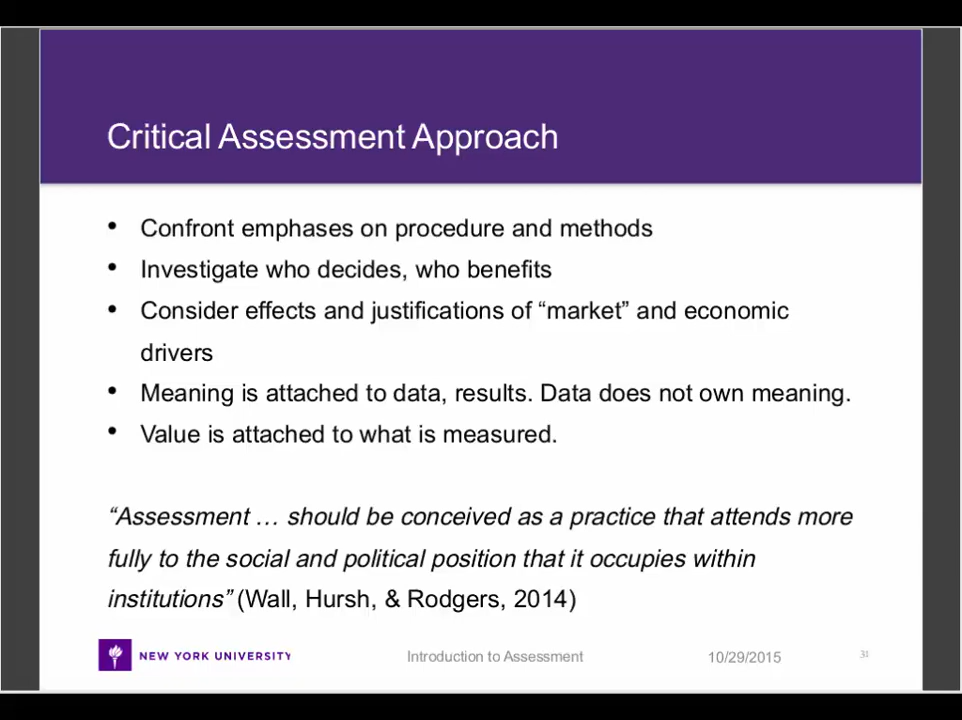 Critical Assessment Approach
• Confront emphases on procedure and methods
• Investigate who decides, who benefits
• Consider effects and justifications of “market” and economic
drivers
• Meaning is attached to data, results. Data does not own meaning.
• Value is attached to what is measured.
“Assessment … should be conceived as a practice that attends more
fully to the social and political position that it occupies within
institutions” (Wall, Hursh, & Rodgers, 2014)
NEW YORK UNIVERSITY Introduction to Assessment 10/29/2015 31